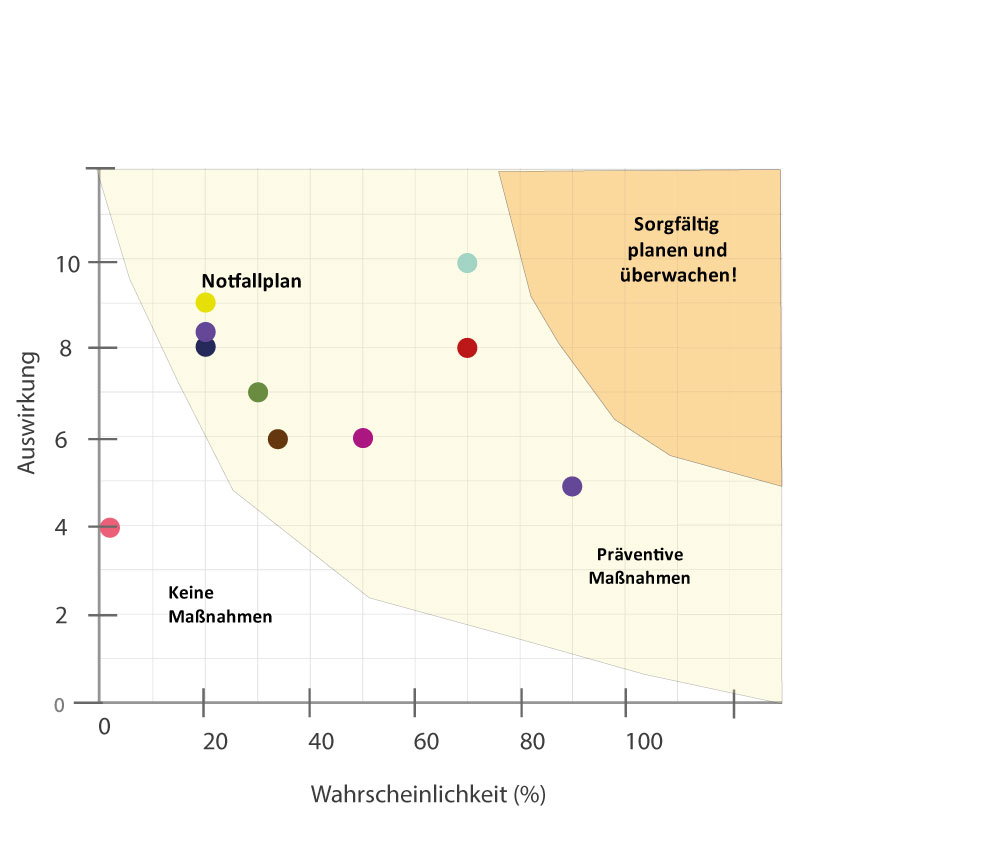 Sorgfältig
planen und
überwachen!
Notfallplan
10
8
6
4
2
0
Auswirkung
Präventive
Maßnahmen
Keine
Maßnahmen
0
20
40
60
80
100
Wahrscheinlichkeit (%)